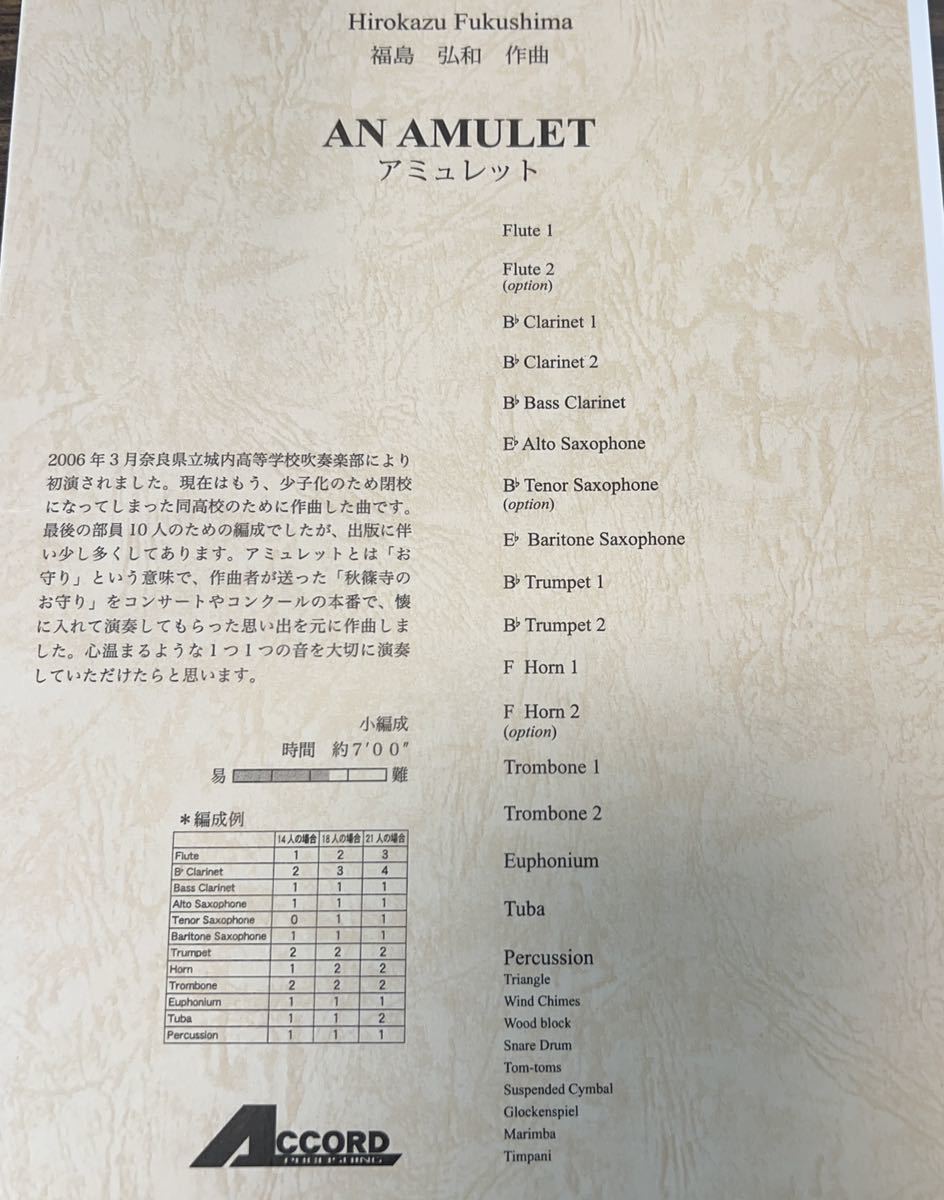 Hirokazu Fukushima
福島 弘和 作曲
AN AMULET
アミュレット
2006年3月奈良県立城内高等学校吹奏楽部により
初演されました。現在はもう、少子化のため閉校
になってしまった同高校のために作曲した曲です。
最後の部員10人のための編成でしたが、出版に伴
い少し多くしてあります。アミュレットとは「お
守り」という意味で、作曲者が送った「秋篠寺の
お守り」をコンサートやコンクールの本番で、懐
に入れて演奏してもらった思い出を元に作曲しま
した。心温まるような1つ1つの音を大切に演奏
していただけたらと思います。
小編成
時間 約7'00"
易 難
*編成例
14人の場合 18人の場合 21人の場合
Flute 1 2 3
B♭ Clarinet 2 3 4
Bass Clarinet 1 1 1
Alto Saxophone 1 1 1
Tenor Saxophone 0 1 1
Baritone Saxophone 1 1 1
Trumpet 2 2 2
Horn 1 2 2
Trombone 2 2 2
Euphonium 1 1 1
Tuba 1 1 2
Percussion 1 1 1
ACCORD
PUBLISHING
Flute 1
Flute 2
(option)
B♭ Clarinet 1
B♭ Clarinet 2
B♭ Bass Clarinet
E♭ Alto Saxophone
B♭ Tenor Saxophone
(option)
E♭ Baritone Saxophone
B♭ Trumpet 1
B♭ Trumpet 2
F Horn 1
F Horn 2
(option)
Trombone 1
Trombone 2
Euphonium
Tuba
Percussion
Triangle
Wind Chimes
Wood block
Snare Drum
Tom-toms
Suspended Cymbal
Glockenspiel
Marimba
Timpani